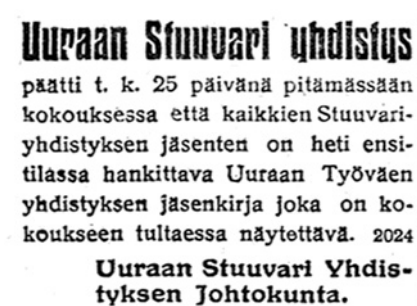 Uuraan Stuuvari yhdistys
päätti t. k. 25 päivänä pitämässään
kokouksessa että kaikkien Stuuvari-
yhdistyksen jäsenten on heti ensi-
tilassa hankittava Uuraan Työväen
yhdistyksen jäsenkirja joka on ko-
koukseen tultaessa näytettävä. 2024
Uuraan Stuuvari Yhdis-
tyksen Johtokunta.